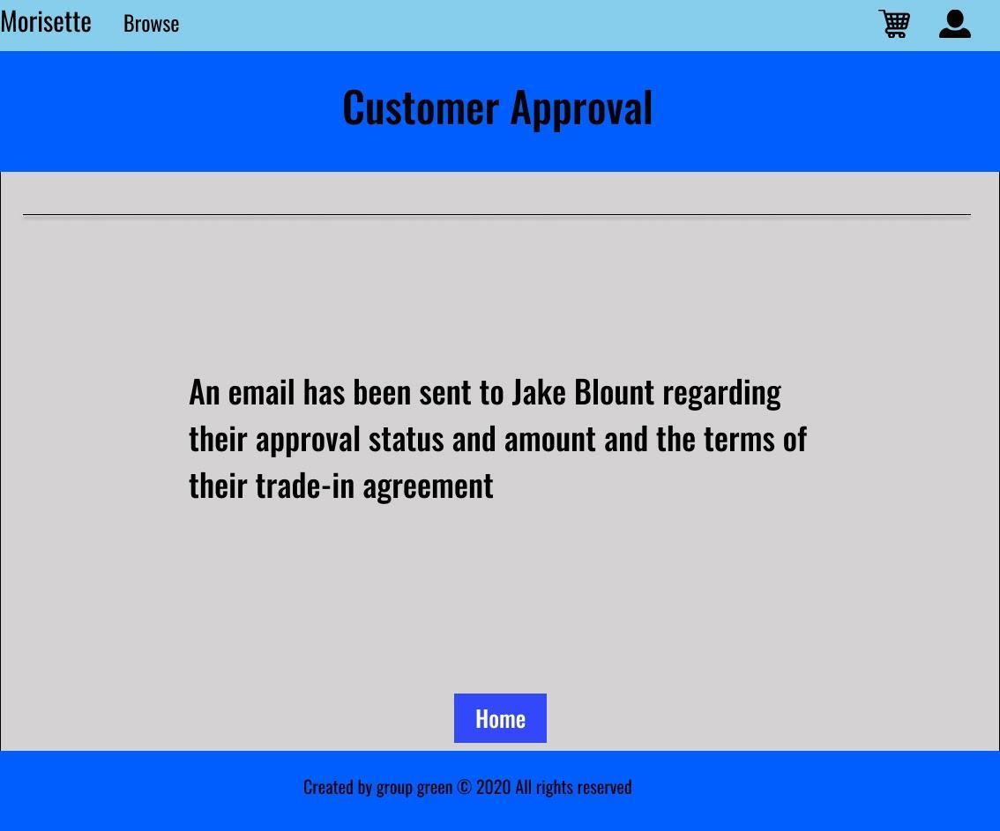 Morisette Browse
Customer Approval
An email has been sent to Jake Blount regarding
their approval status and amount and the terms of
their trade-in agreement
Home
Created by group green © 2020 All rights reserved